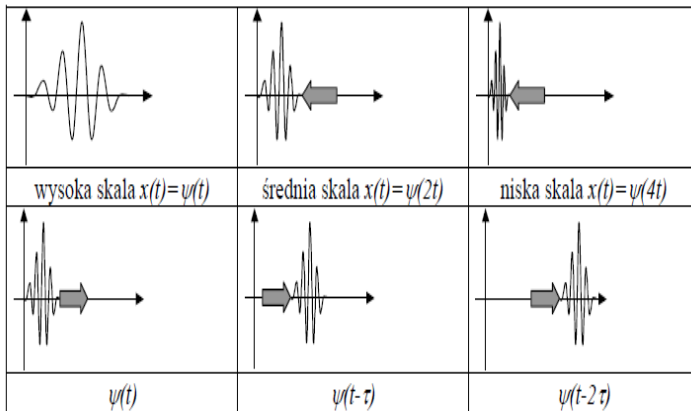 wysoka skala x(t)=ψ(t)
średnia skala x(t)=ψ(2t)
niska skala x(t)=ψ(4t)
ψ(t)
ψ(t-τ)
ψ(t-2τ)